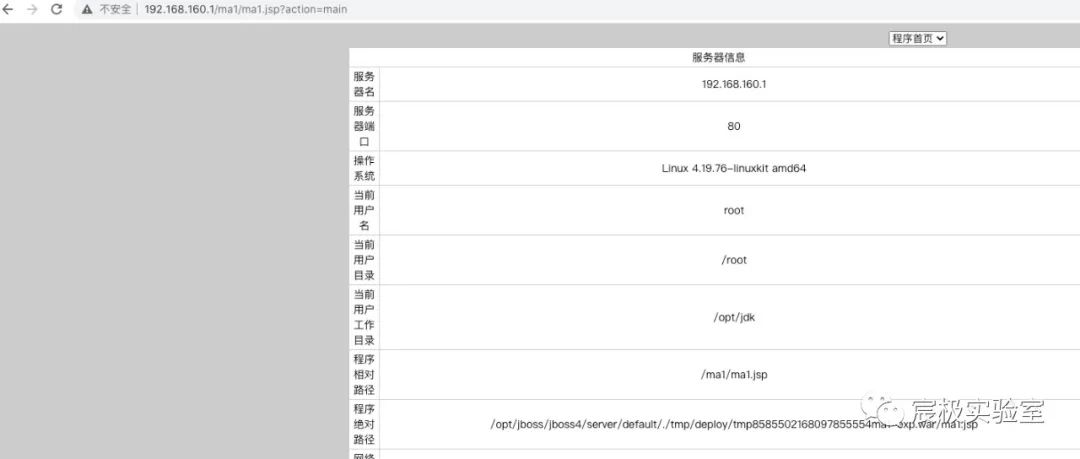 不安全 192.168.160.1/ma1/ma1.jsp?action=main
程序首页
服务器信息
服务
器名
192.168.160.1
服务
器端
口
80
操作
系统
Linux 4.19.76-linuxkit amd64
当前
用户
名
root
当前
用户
目录
/root
当前
用户
工作
目录
/opt/jdk
程序
相对
路径
/ma1/ma1.jsp
程序
绝对
路径
/opt/jboss/jboss4/server/default/./tmp/deploy/tmp8585502168097855554ma1-exp.war/ma1.jsp
宸极实验室
网络